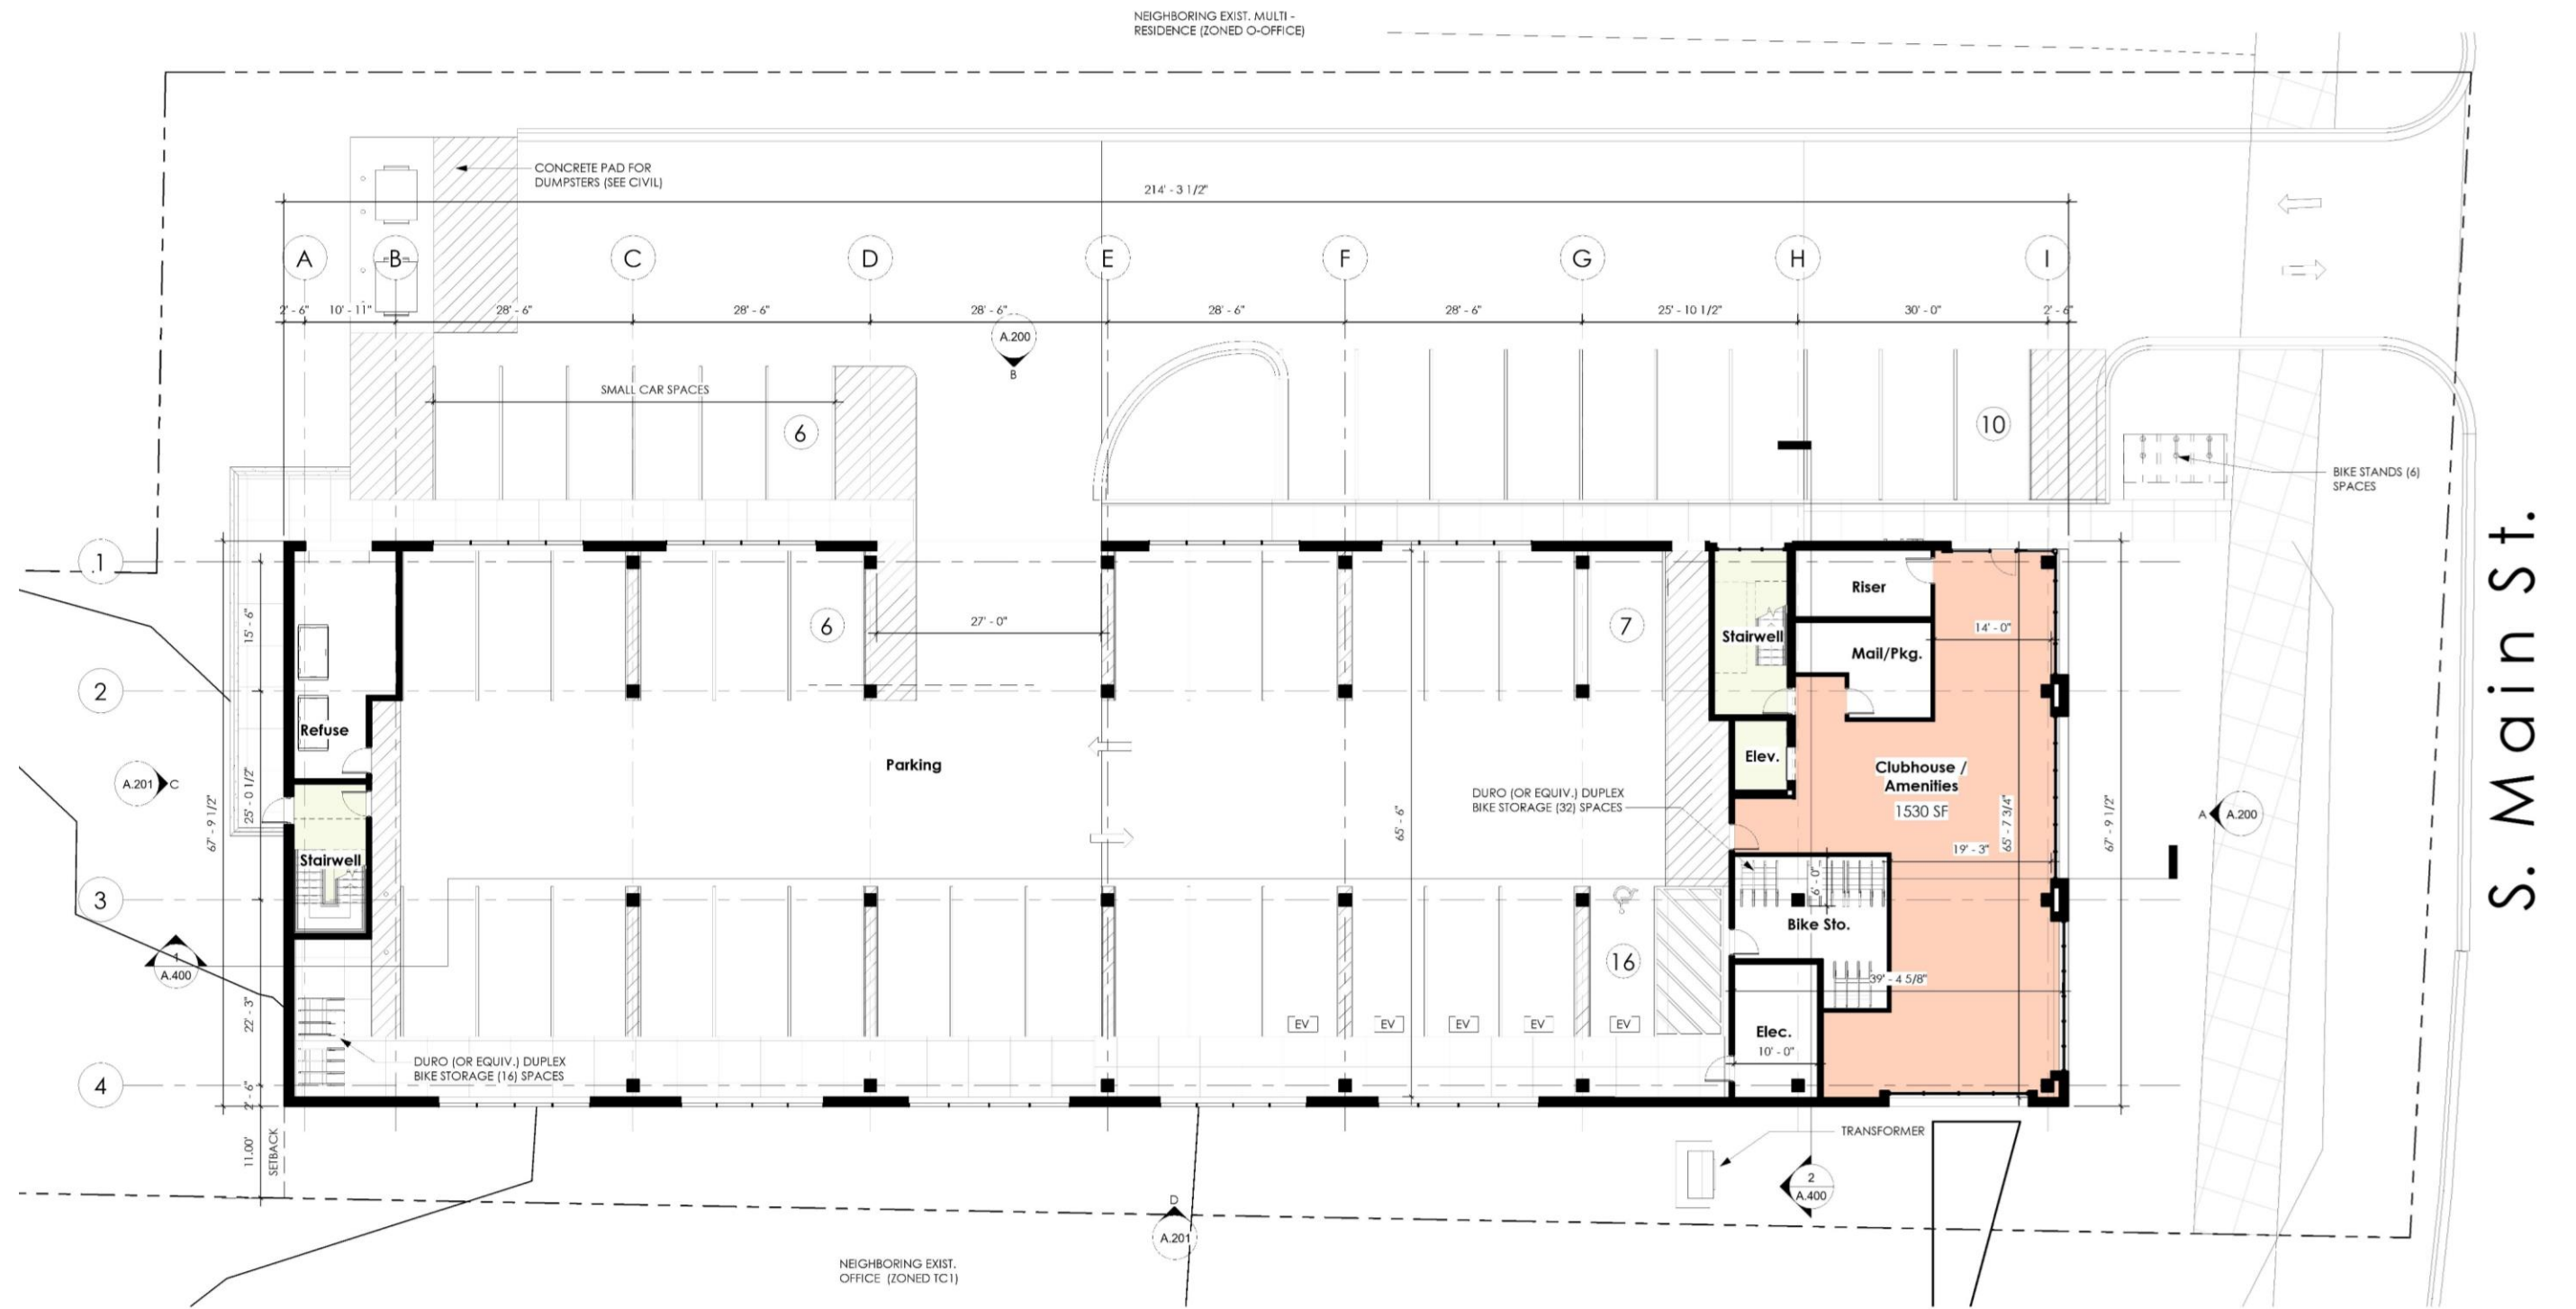 NEIGHBORING EXIST. MULTI -
RESIDENCE (ZONED O-OFFICE)
CONCRETE PAD FOR
DUMPSTERS (SEE CIVIL)
214' - 3 1/2"
A
B
C
D
E
F
G
H
I
2' - 6"
10' - 11"
28' - 6"
28' - 6"
28' - 6"
28' - 6"
28' - 6"
25' - 10 1/2"
30' - 0"
2' - 6"
A.200
B
SMALL CAR SPACES
6
10
BIKE STANDS (6)
SPACES
S. Main St.
.1
2
3
4
15' - 6"
25' - 0 1/2"
67' - 9 1/2"
22' - 3"
2' - 6"
11.00'
SETBACK
6
27' - 0"
7
Stairwell
Riser
Mail/Pkg.
14' - 0"
Refuse
Parking
Elev.
Clubhouse /
Amenities
1530 SF
A.201
C
DURO (OR EQUIV.) DUPLEX
BIKE STORAGE (32) SPACES
65' - 6"
65' - 7 3/4"
67' - 9 1/2"
A
A.200
19' - 3"
Stairwell
6' - 0"
Bike Sto.
1
A.400
16
39' - 4 5/8"
EV
EV
EV
EV
EV
Elec.
10' - 0"
DURO (OR EQUIV.) DUPLEX
BIKE STORAGE (16) SPACES
TRANSFORMER
2
A.400
D
A.201
NEIGHBORING EXIST.
OFFICE (ZONED TC1)